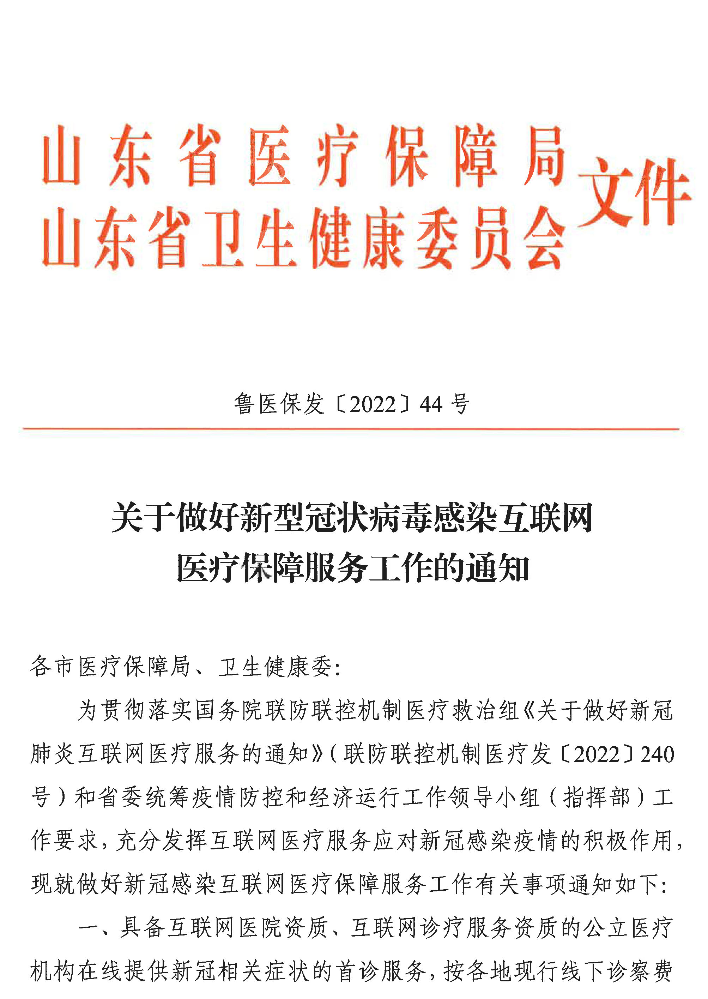 山东省医疗保障局
文件
山东省卫生健康委员会
鲁医保发〔2022〕44 号
关于做好新型冠状病毒感染互联网
医疗保障服务工作的通知
各市医疗保障局、卫生健康委：
为贯彻落实国务院联防联控机制医疗救治组《关于做好新冠
肺炎互联网医疗服务的通知》（联防联控机制医疗发〔2022〕240
号）和省委统筹疫情防控和经济运行工作领导小组（指挥部）工
作要求，充分发挥互联网医疗服务应对新冠感染疫情的积极作用，
现就做好新冠感染互联网医疗保障服务工作有关事项通知如下：
一、具备互联网医院资质、互联网诊疗服务资质的公立医疗
机构在线提供新冠相关症状的首诊服务，按各地现行线下诊察费